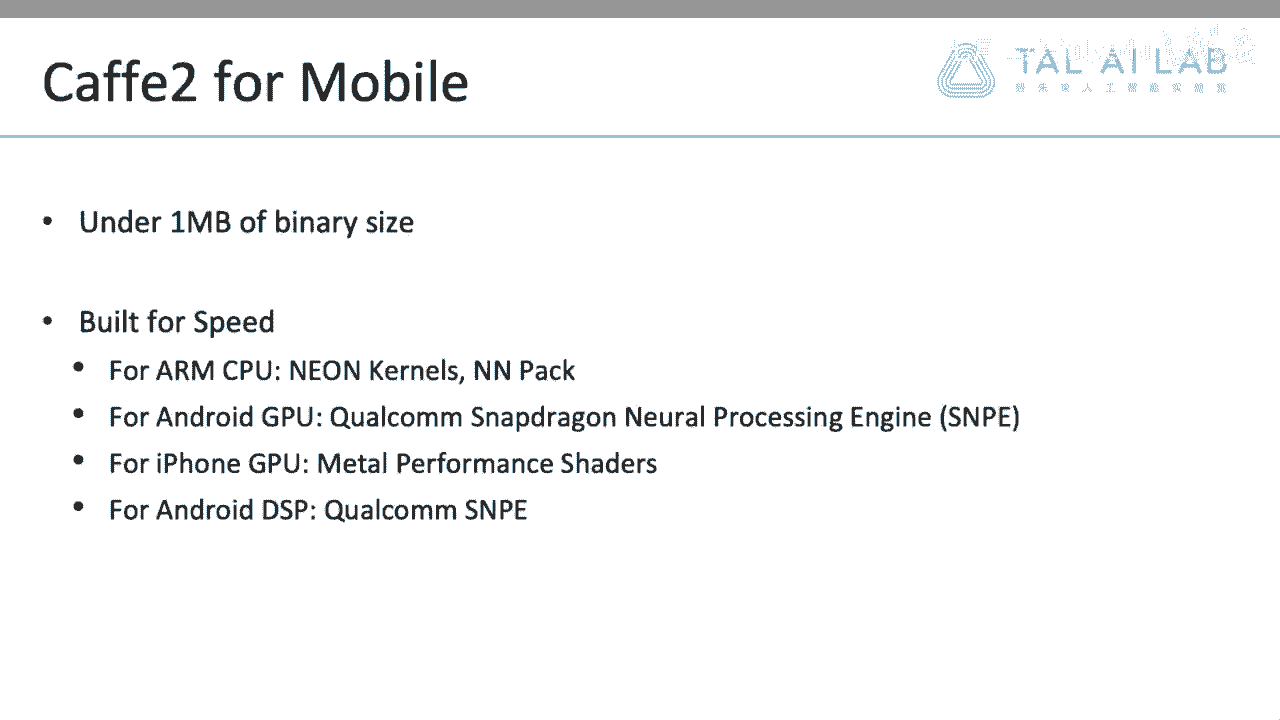 Caffe2 for Mobile
TAL AI LAB
• Under 1MB of binary size
• Built for Speed
• For ARM CPU: NEON Kernels, NN Pack
• For Android GPU: Qualcomm Snapdragon Neural Processing Engine (SNPE)
• For iPhone GPU: Metal Performance Shaders
• For Android DSP: Qualcomm SNPE